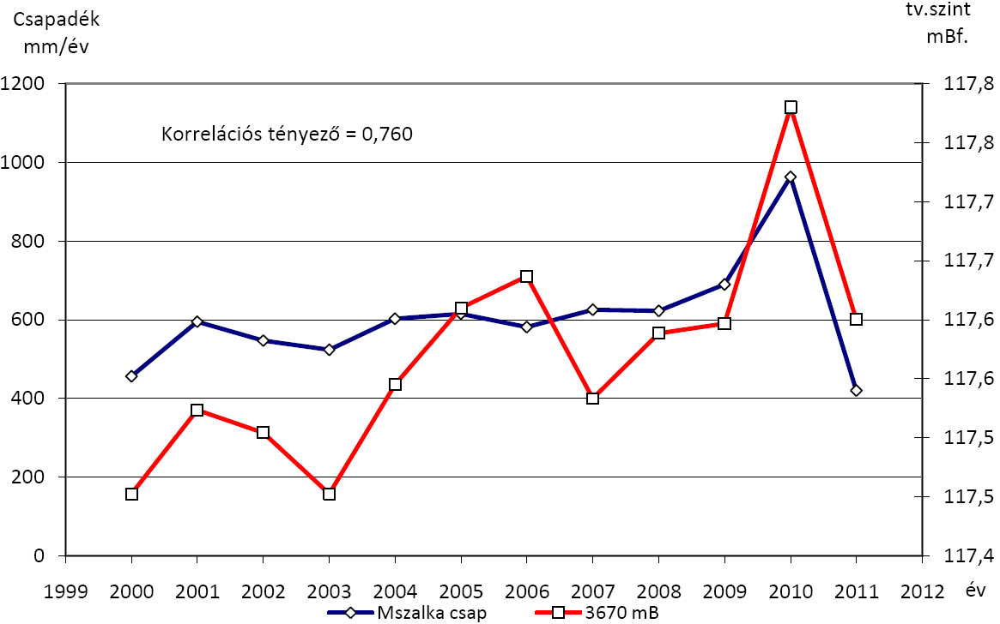 Csapadék
mm/év
tv.szint
mBf.
Korrelációs tényező = 0,760
1200
1000
800
600
400
200
0
117,8
117,8
117,7
117,7
117,6
117,6
117,5
117,5
117,4
1999 2000 2001 2002 2003 2004 2005 2006 2007 2008 2009 2010 2011 2012 év
Mszalka csap 3670 mB